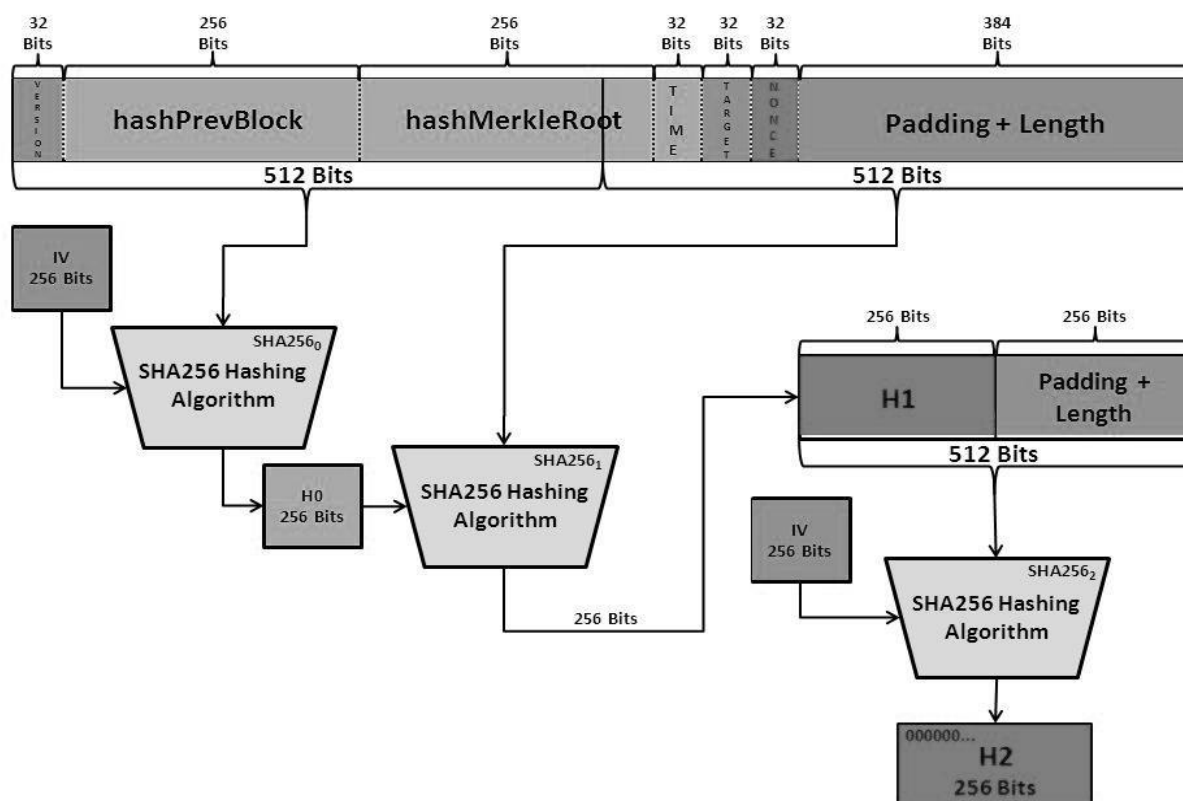 32 Bits
256 Bits
256 Bits
32 Bits
32 Bits
32 Bits
384 Bits
VERSION
hashPrevBlock
hashMerkleRoot
TIME
TARGET
NONCE
Padding + Length
512 Bits
512 Bits
IV
256 Bits
SHA256₀
SHA256 Hashing
Algorithm
H0
256 Bits
SHA256₁
SHA256 Hashing
Algorithm
256 Bits
256 Bits
256 Bits
H1
Padding +
Length
512 Bits
IV
256 Bits
SHA256₂
SHA256 Hashing
Algorithm
000000...
H2
256 Bits